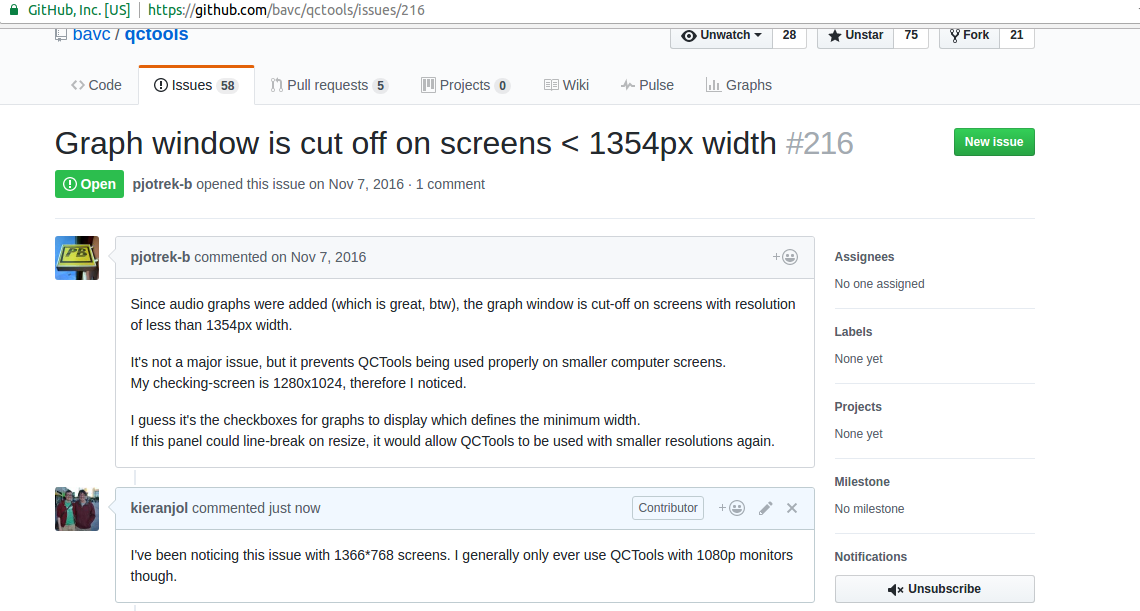 GitHub, Inc. [US] https://github.com/bavc/qctools/issues/216
bavc / qctools
Unwatch 28 Unstar 75 Fork 21
Code Issues 58 Pull requests 5 Projects 0 Wiki Pulse Graphs
Graph window is cut off on screens < 1354px width #216
New issue
Open pjotrek-b opened this issue on Nov 7, 2016 · 1 comment
PB
pjotrek-b commented on Nov 7, 2016
Since audio graphs were added (which is great, btw), the graph window is cut-off on screens with resolution
of less than 1354px width.
It's not a major issue, but it prevents QCTools being used properly on smaller computer screens.
My checking-screen is 1280x1024, therefore I noticed.
I guess it's the checkboxes for graphs to display which defines the minimum width.
If this panel could line-break on resize, it would allow QCTools to be used with smaller resolutions again.
kieranjol commented just now
Contributor
I've been noticing this issue with 1366*768 screens. I generally only ever use QCTools with 1080p monitors
though.
Assignees
No one assigned
Labels
None yet
Projects
None yet
Milestone
No milestone
Notifications
Unsubscribe